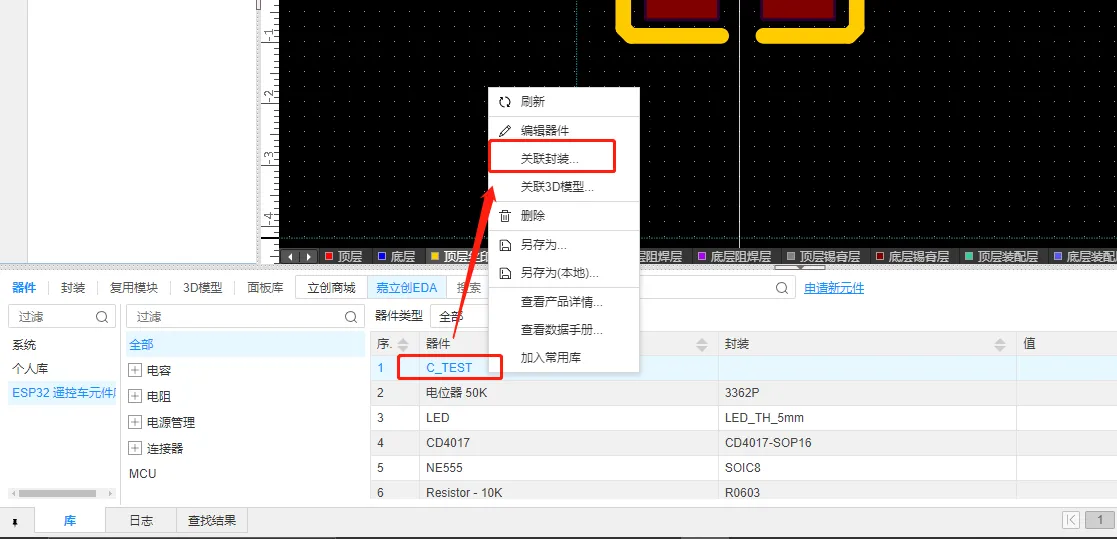 -1
-2
-3
-4
刷新
编辑器件
关联封装...
关联3D模型...
删除
另存为...
另存为(本地)...
查看产品详情...
查看数据手册...
加入常用库
顶层 底层 顶层丝印 层阻焊层 底层阻焊层 顶层锡膏层 底层锡膏层 顶层装配层 底层装配
器件 封装 复用模块 3D模型 面板库 立创商城 嘉立创EDA 搜索 申请新元件
过滤 过滤 器件类型 全部
系统 全部 序. 器件 封装 值
个人库 电容 1 C_TEST
ESP32 遥控车元件库 电阻 2 电位器 50K 3362P
电源管理 3 LED LED_TH_5mm
连接器 4 CD4017 CD4017-SOP16
MCU 5 NE555 SOIC8
6 Resistor - 10K R0603
库 日志 查找结果 1